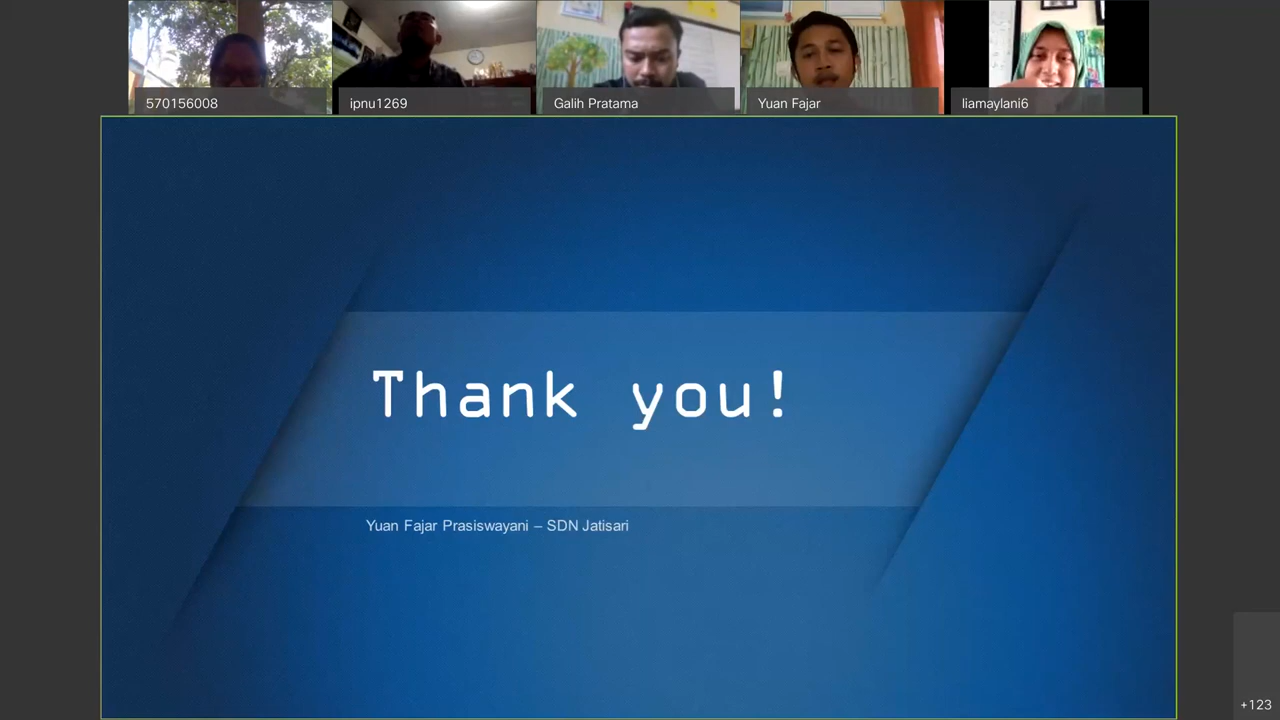 570156008
ipnu1269
Galih Pratama
Yuan Fajar
liamaylani6
Thank you!
Yuan Fajar Prasiswayani – SDN Jatisari
+123